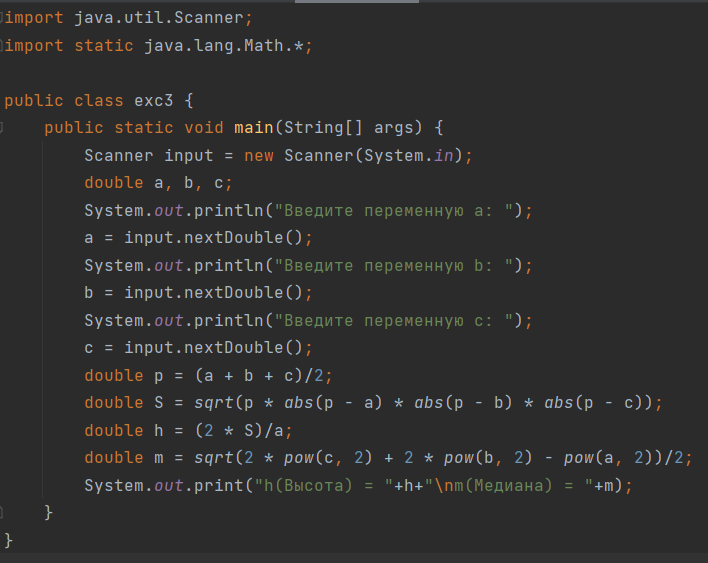 import java.util.Scanner;
import static java.lang.Math.*;
public class exc3 {
public static void main(String[] args) {
Scanner input = new Scanner(System.in);
double a, b, c;
System.out.println("Введите переменную a: ");
a = input.nextDouble();
System.out.println("Введите переменную b: ");
b = input.nextDouble();
System.out.println("Введите переменную c: ");
c = input.nextDouble();
double p = (a + b + c)/2;
double S = sqrt(p * abs(p - a) * abs(p - b) * abs(p - c));
double h = (2 * S)/a;
double m = sqrt(2 * pow(c, 2) + 2 * pow(b, 2) - pow(a, 2))/2;
System.out.print("h(Высота) = "+h+"\nm(Медиана) = "+m);
}
}